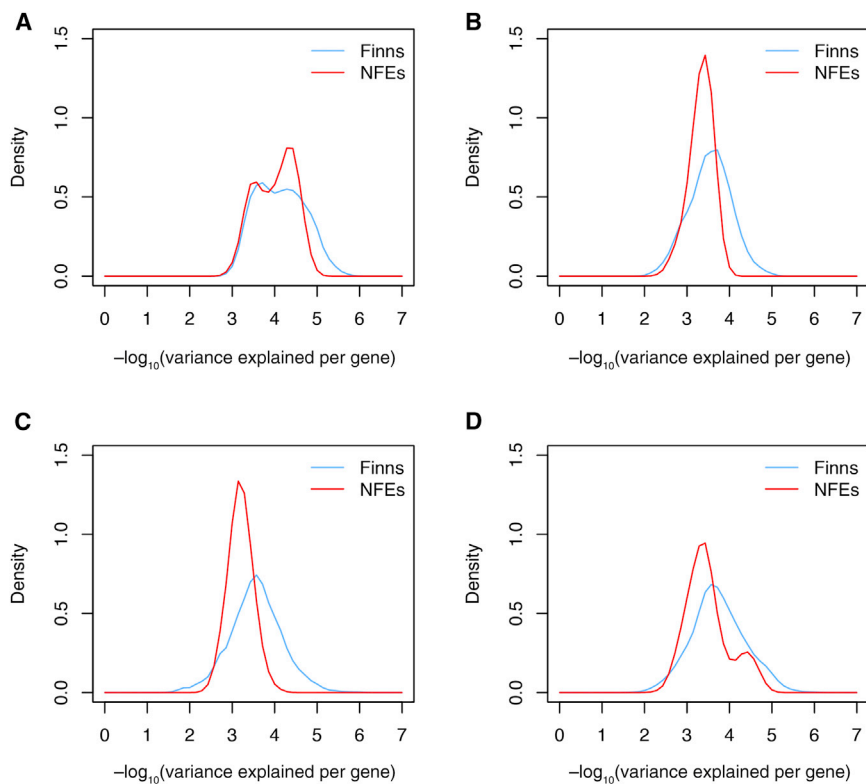 A
1.5
1.0
0.5
0.0
Density
Finns
NFEs
0 1 2 3 4 5 6 7
–log₁₀(variance explained per gene)
B
1.5
1.0
0.5
0.0
Density
Finns
NFEs
0 1 2 3 4 5 6 7
–log₁₀(variance explained per gene)
C
1.5
1.0
0.5
0.0
Density
Finns
NFEs
0 1 2 3 4 5 6 7
–log₁₀(variance explained per gene)
D
1.5
1.0
0.5
0.0
Density
Finns
NFEs
0 1 2 3 4 5 6 7
–log₁₀(variance explained per gene)